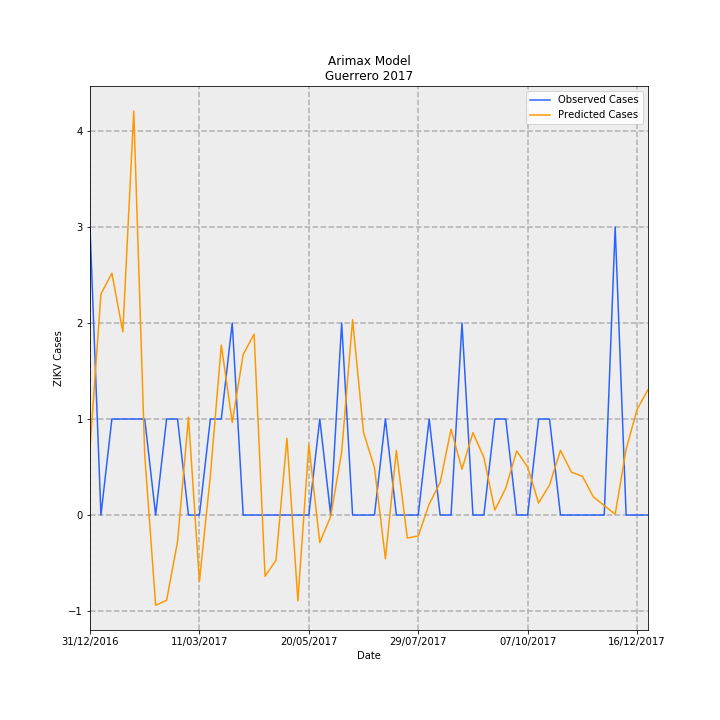 Arimax Model
Guerrero 2017
Observed Cases
Predicted Cases
ZIKV Cases
4
3
2
1
0
−1
31/12/2016 11/03/2017 20/05/2017 29/07/2017 07/10/2017 16/12/2017
Date